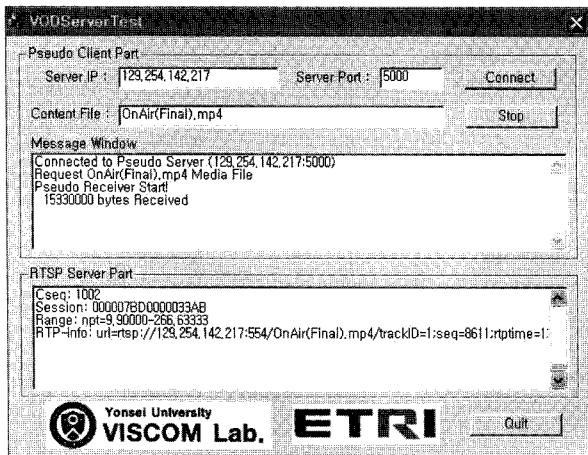 VODServerTest
Pseudo Client Part
Server IP : 129,254,142,217 Server Port : 5000 Connect
Content File : OnAir(Final),mp4 Stop
Message Window
Connected to Pseudo Server (129,254,142,217:5000)
Request OnAir(Final),mp4 Media File
Pseudo Receiver Start!
15330000 bytes Received
RTSP Server Part
Cseq: 1002
Session: 000007BD0000033AB
Range: npt=9,90000-266,63333
RTP-Info: url=rtsp://129,254,142,217:554/OnAir(Final),mp4/trackID=1;seq=8611;rtptime=1
Yonsei University
VISCOM Lab.
ETRI
Quit